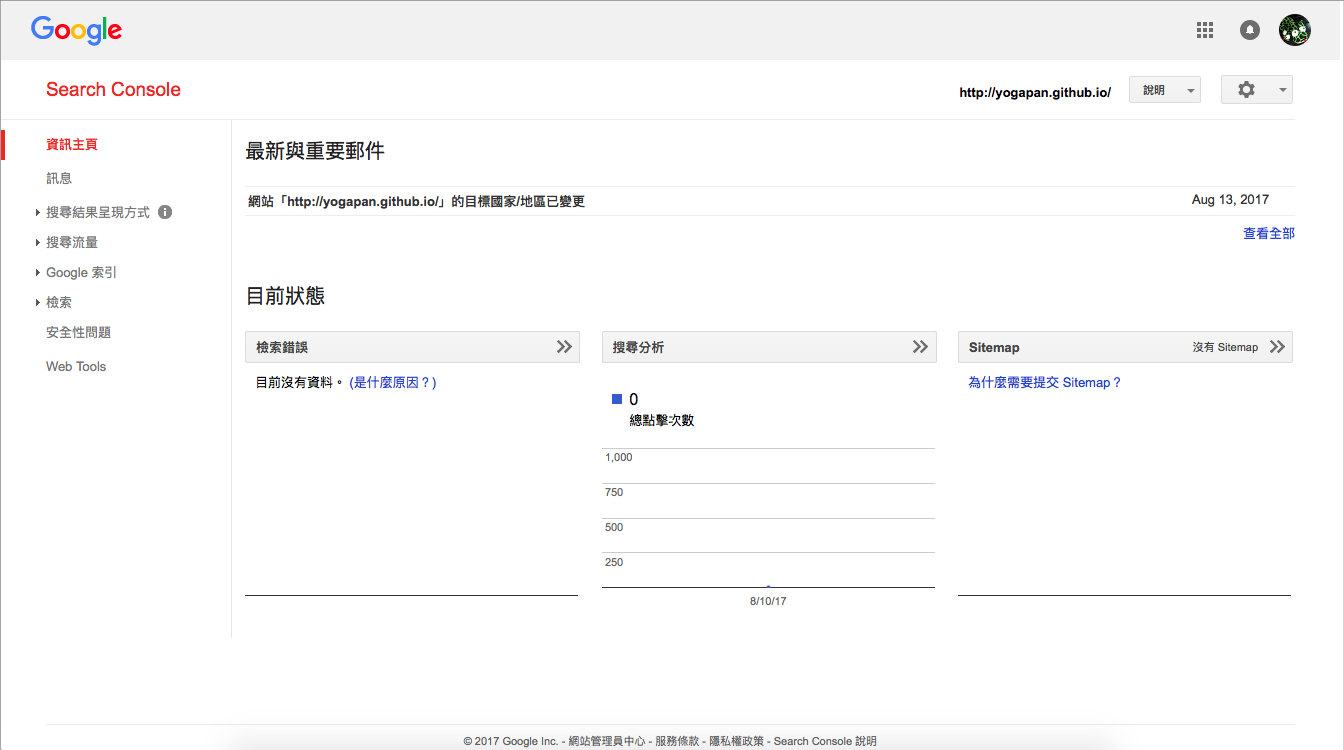 Google
Search Console
http://yogapan.github.io/
說明
資訊主頁
訊息
搜尋結果呈現方式
搜尋流量
Google 索引
檢索
安全性問題
Web Tools
最新與重要郵件
網站「http://yogapan.github.io/」的目標國家/地區已變更 Aug 13, 2017
查看全部
目前狀態
檢索錯誤
目前沒有資料。 (是什麼原因？)
搜尋分析
0
總點擊次數
1,000
750
500
250
8/10/17
Sitemap 沒有 Sitemap
為什麼需要提交 Sitemap？
© 2017 Google Inc. - 網站管理員中心 - 服務條款 - 隱私權政策 - Search Console 說明